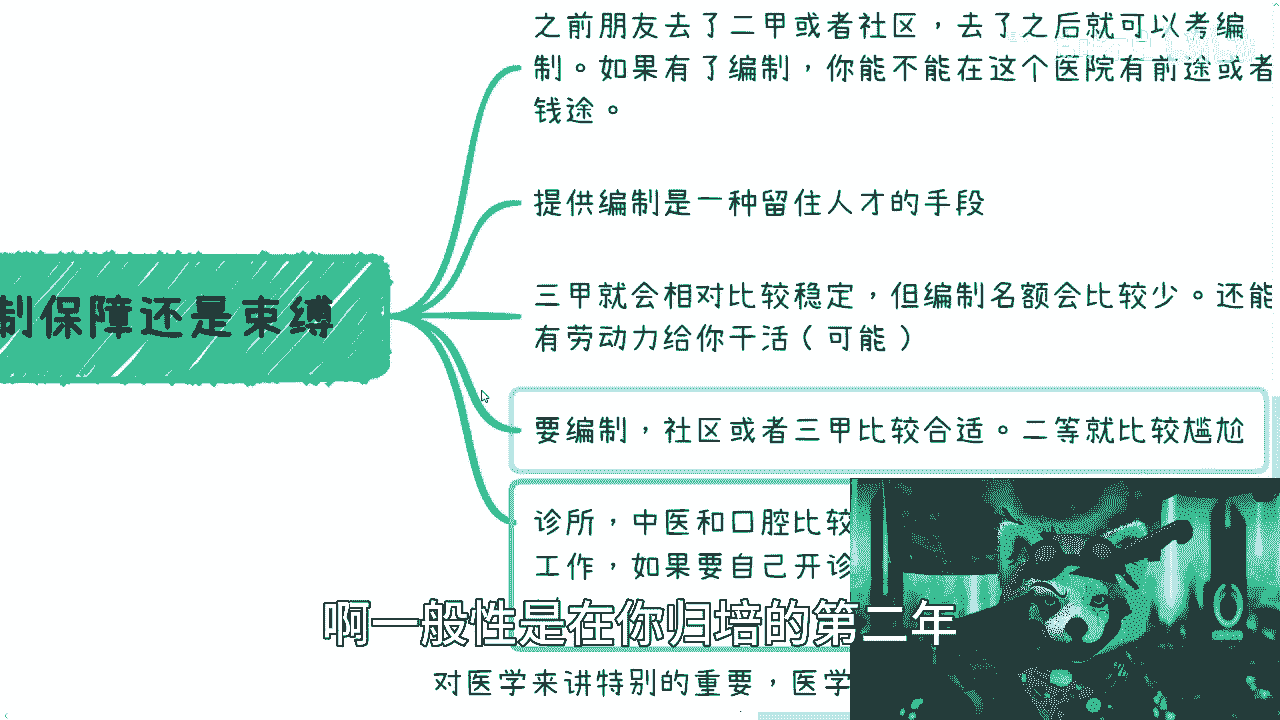 之前朋友去了二甲或者社区，去了之后就可以考编
制。如果有了编制，你能不能在这个医院有前途或者
钱途。
提供编制是一种留住人才的手段
制保障还是束缚
三甲就会相对比较稳定，但编制名额会比较少。还能
有劳动力给你干活（可能）
要编制，社区或者三甲比较合适。二等就比较尴尬
诊所，中医和口腔比较
工作，如果要自己开诊
啊一般性是在你归培的第二年
对医学来讲特别的重要，医学